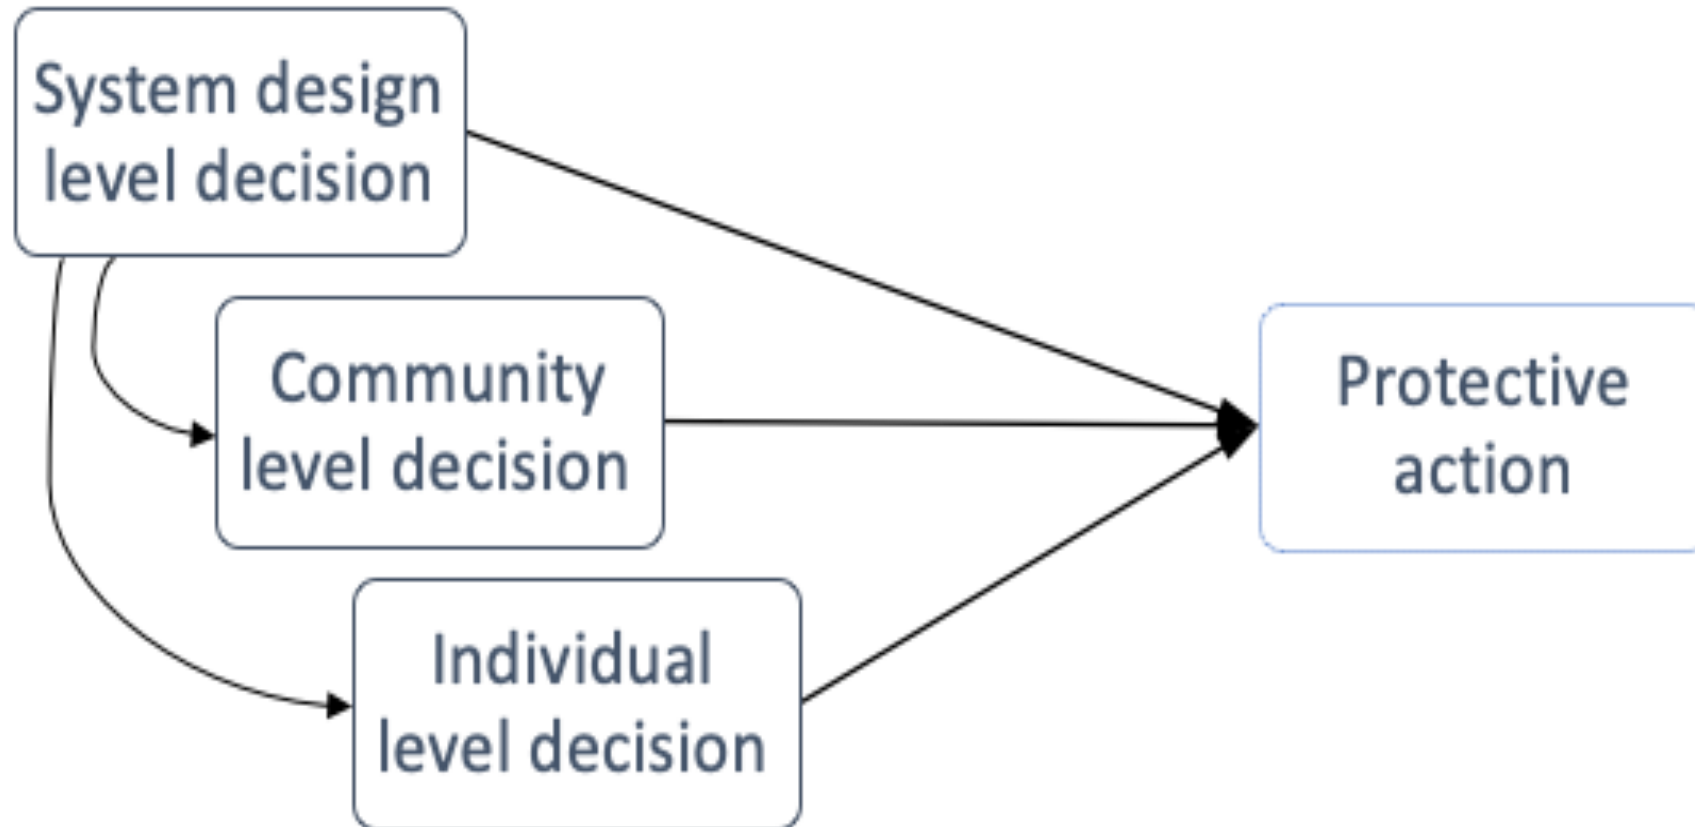 System design
level decision
Community
level decision
Individual
level decision
Protective
action